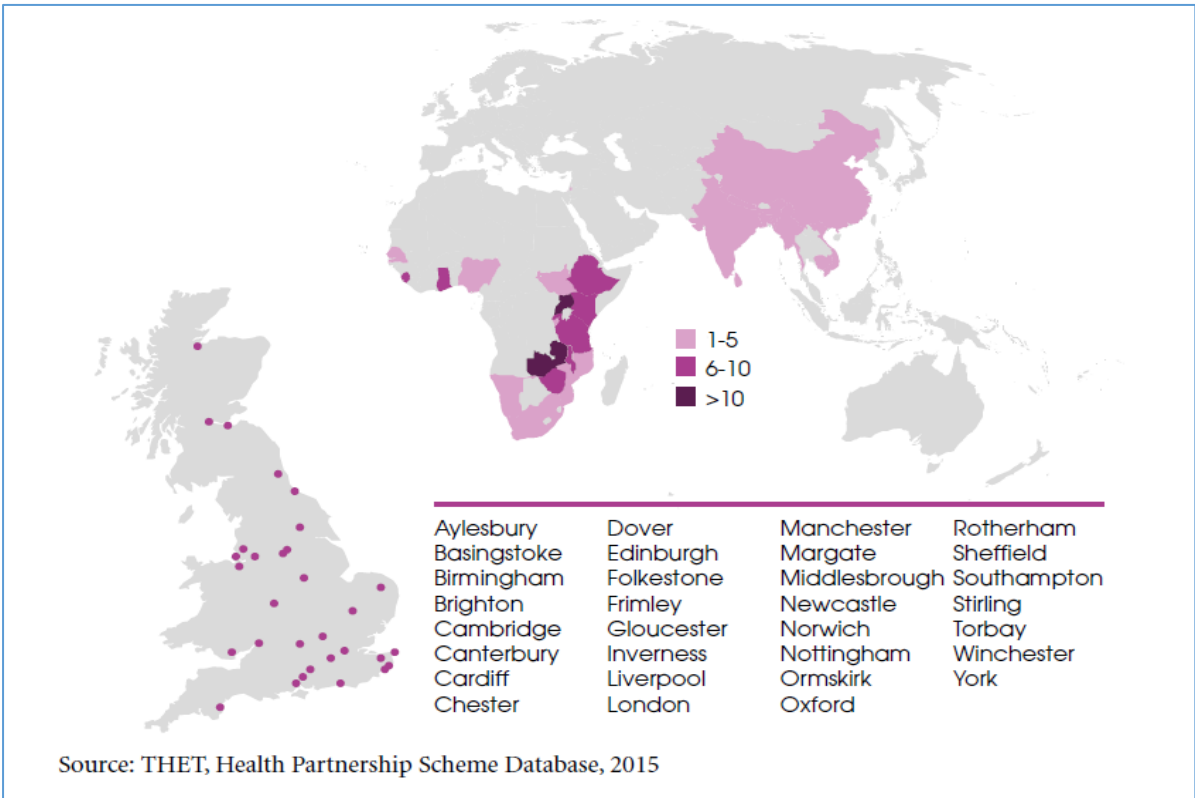 1-5
6-10
>10
Aylesbury Dover Manchester Rotherham
Basingstoke Edinburgh Margate Sheffield
Birmingham Folkestone Middlesbrough Southampton
Brighton Frimley Newcastle Stirling
Cambridge Gloucester Norwich Torbay
Canterbury Inverness Nottingham Winchester
Cardiff Liverpool Ormskirk York
Chester London Oxford
Source: THET, Health Partnership Scheme Database, 2015